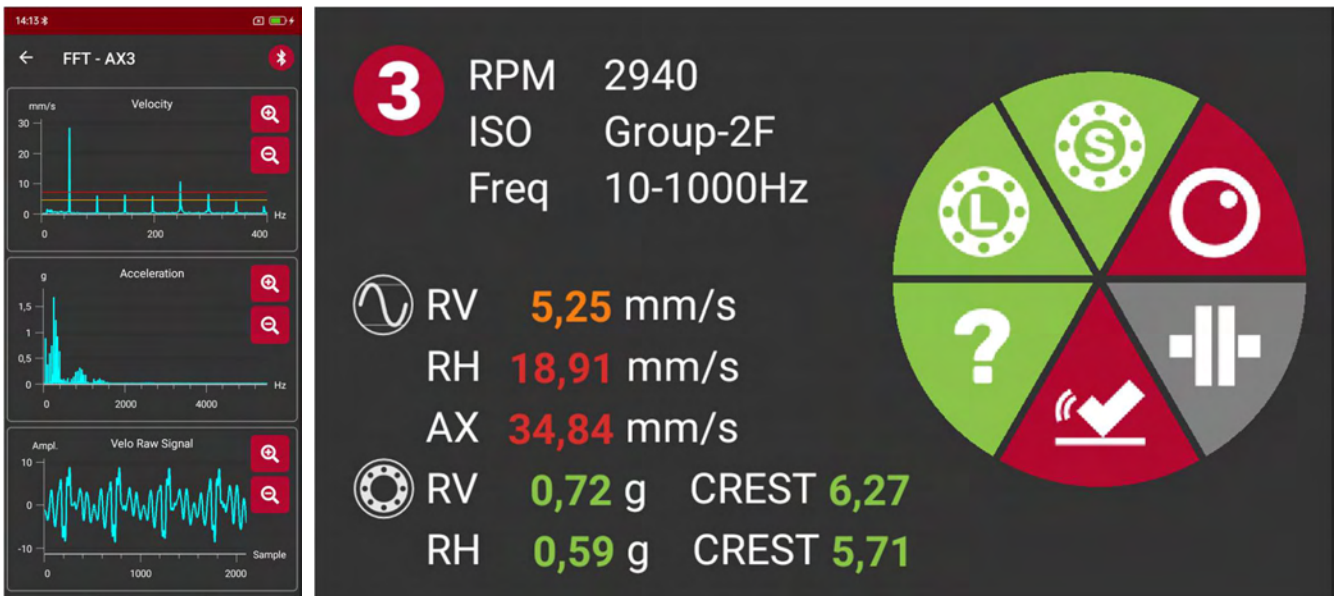 14:13
FFT - AX3
mm/s Velocity
30
20
10
0
Hz
0 200 400
g Acceleration
1,5
1
0,5
0
Hz
0 2000 4000
Ampl. Velo Raw Signal
10
0
-10
Sample
0 1000 2000
3
RPM 2940
ISO Group-2F
Freq 10-1000Hz
RV 5,25 mm/s
RH 18,91 mm/s
AX 34,84 mm/s
RV 0,72 g CREST 6,27
RH 0,59 g CREST 5,71
S
L
?